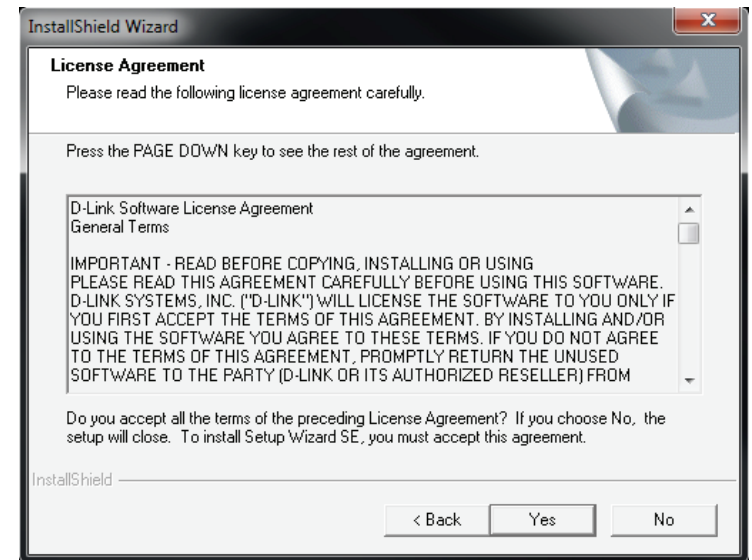 InstallShield Wizard
License Agreement
Please read the following license agreement carefully.
Press the PAGE DOWN key to see the rest of the agreement.
D-Link Software License Agreement
General Terms
IMPORTANT - READ BEFORE COPYING, INSTALLING OR USING
PLEASE READ THIS AGREEMENT CAREFULLY BEFORE USING THIS SOFTWARE.
D-LINK SYSTEMS, INC. ("D-LINK") WILL LICENSE THE SOFTWARE TO YOU ONLY IF
YOU FIRST ACCEPT THE TERMS OF THIS AGREEMENT. BY INSTALLING AND/OR
USING THE SOFTWARE YOU AGREE TO THESE TERMS. IF YOU DO NOT AGREE
TO THE TERMS OF THIS AGREEMENT, PROMPTLY RETURN THE UNUSED
SOFTWARE TO THE PARTY (D-LINK OR ITS AUTHORIZED RESELLER) FROM
Do you accept all the terms of the preceding License Agreement? If you choose No, the
setup will close. To install Setup Wizard SE, you must accept this agreement.
InstallShield
< Back Yes No